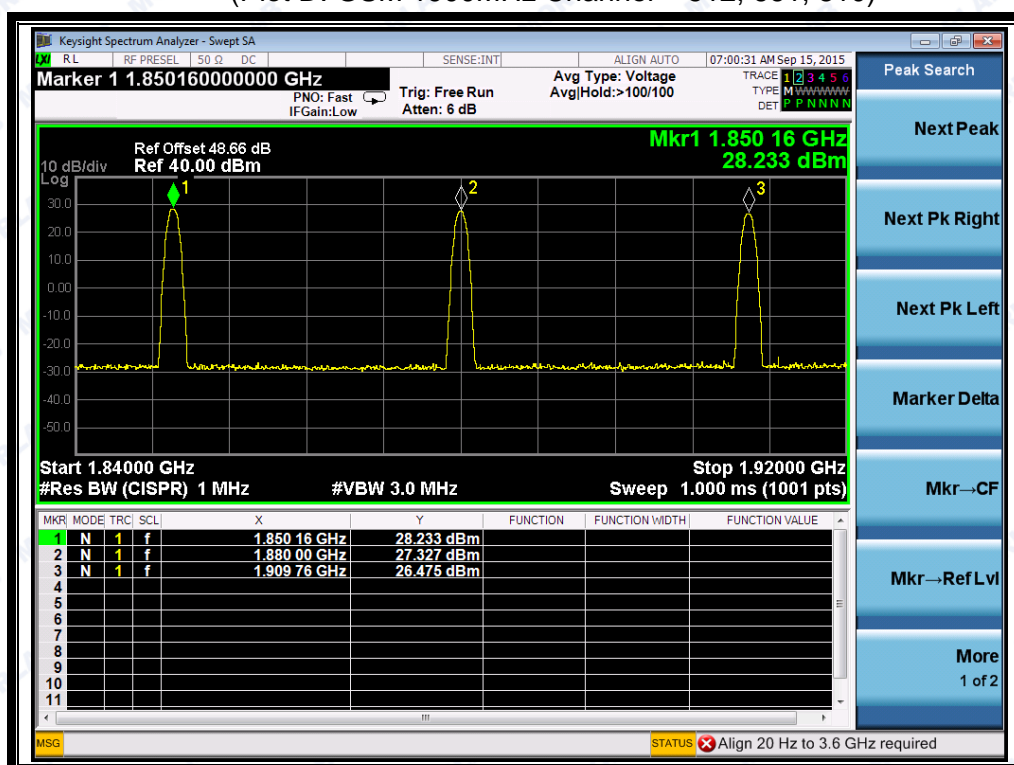 Keysight Spectrum Analyzer - Swept SA
LXI RL RF PRESEL 50 Ω DC SENSE:INT ALIGN AUTO 07:00:31 AM Sep 15, 2015
Marker 1 1.850160000000 GHz
PNO: Fast
IFGain:Low
Trig: Free Run
Atten: 6 dB
Avg Type: Voltage
Avg|Hold:>100/100
TRACE 1 2 3 4 5 6
TYPE M WWWWW
DET P P N N N N
Mkr1 1.850 16 GHz
28.233 dBm
Ref Offset 48.66 dB
10 dB/div Ref 40.00 dBm
Log
1 2 3
30.0
20.0
10.0
0.00
-10.0
-20.0
-30.0
-40.0
-50.0
Start 1.84000 GHz Stop 1.92000 GHz
#Res BW (CISPR) 1 MHz #VBW 3.0 MHz Sweep 1.000 ms (1001 pts)
MKR MODE TRC SCL X Y FUNCTION FUNCTION WIDTH FUNCTION VALUE
1 N 1 f 1.850 16 GHz 28.233 dBm
2 N 1 f 1.880 00 GHz 27.327 dBm
3 N 1 f 1.909 76 GHz 26.475 dBm
4
5
6
7
8
9
10
11
MSG STATUS Align 20 Hz to 3.6 GHz required
Peak Search
Next Peak
Next Pk Right
Next Pk Left
Marker Delta
Mkr→CF
Mkr→Ref Lvl
More
1 of 2